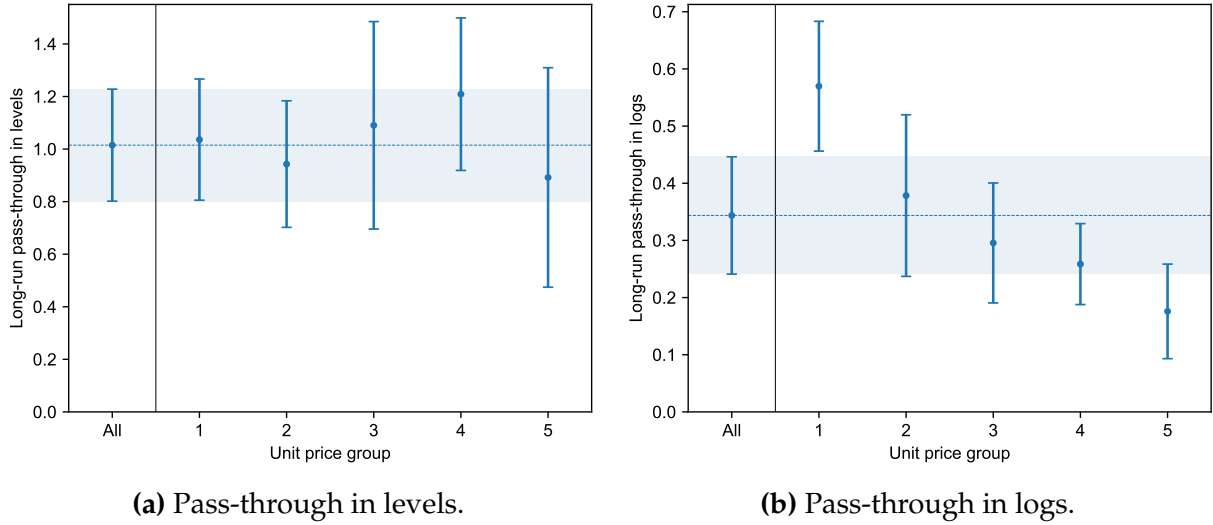 Long-run pass-through in levels
1.4
1.2
1.0
0.8
0.6
0.4
0.2
0.0
All 1 2 3 4 5
Unit price group
(a) Pass-through in levels.
Long-run pass-through in logs
0.7
0.6
0.5
0.4
0.3
0.2
0.1
0.0
All 1 2 3 4 5
Unit price group
(b) Pass-through in logs.